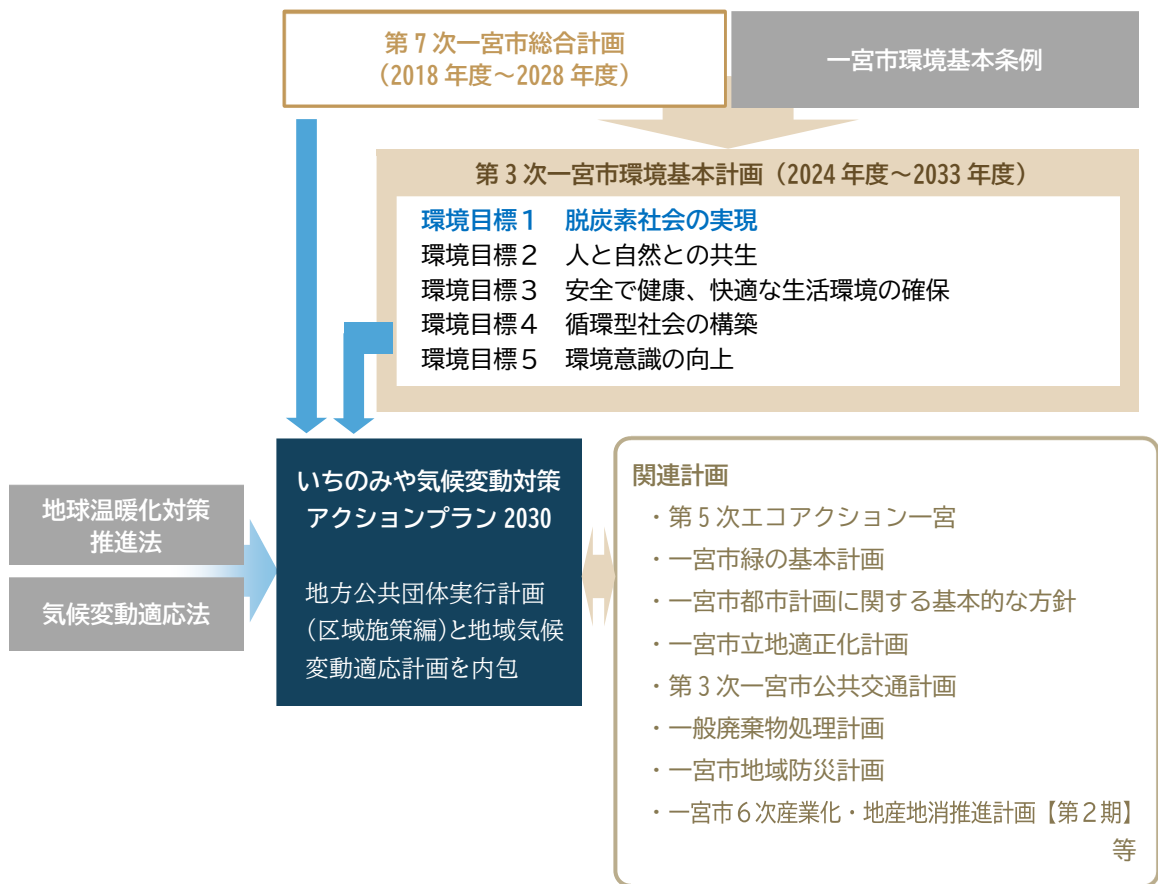 第７次一宮市総合計画
（2018 年度～2028 年度）
一宮市環境基本条例
第３次一宮市環境基本計画（2024 年度～2033 年度）
環境目標１　脱炭素社会の実現
環境目標２　人と自然との共生
環境目標３　安全で健康、快適な生活環境の確保
環境目標４　循環型社会の構築
環境目標５　環境意識の向上
地球温暖化対策
推進法
気候変動適応法
いちのみや気候変動対策
アクションプラン 2030
地方公共団体実行計画
（区域施策編）と地域気候
変動適応計画を内包
関連計画
・第５次エコアクション一宮
・一宮市緑の基本計画
・一宮市都市計画に関する基本的な方針
・一宮市立地適正化計画
・第３次一宮市公共交通計画
・一般廃棄物処理計画
・一宮市地域防災計画
・一宮市６次産業化・地産地消推進計画【第２期】
等